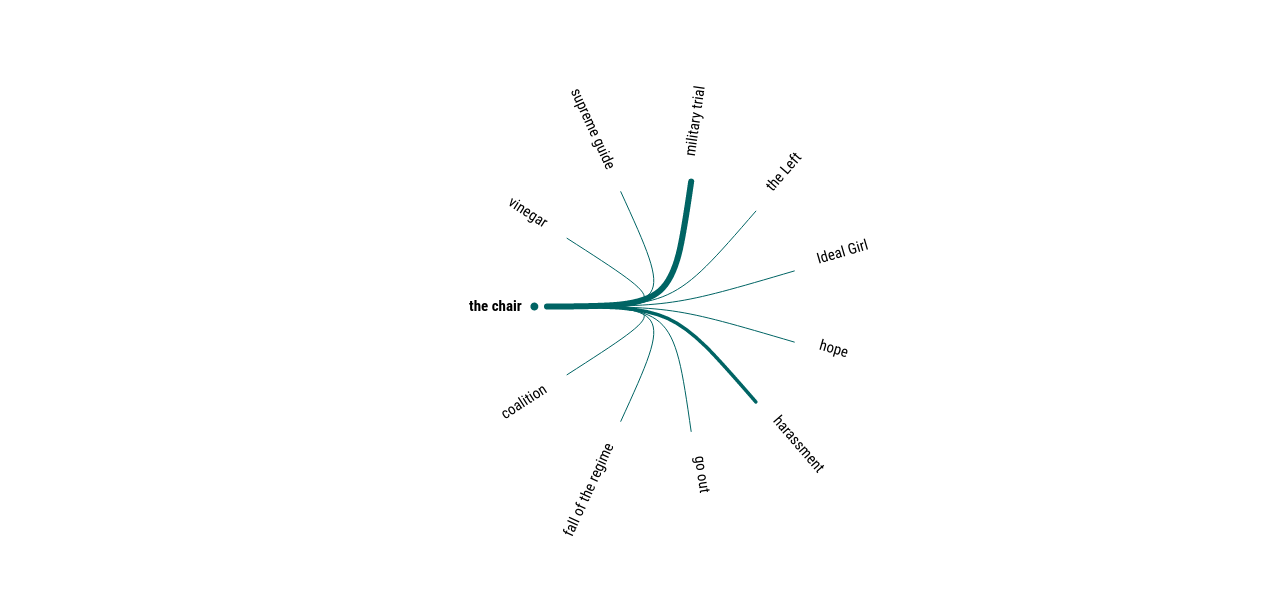 supreme guide
military trial
the Left
vinegar
Ideal Girl
the chair
hope
coalition
harassment
fall of the regime
go out